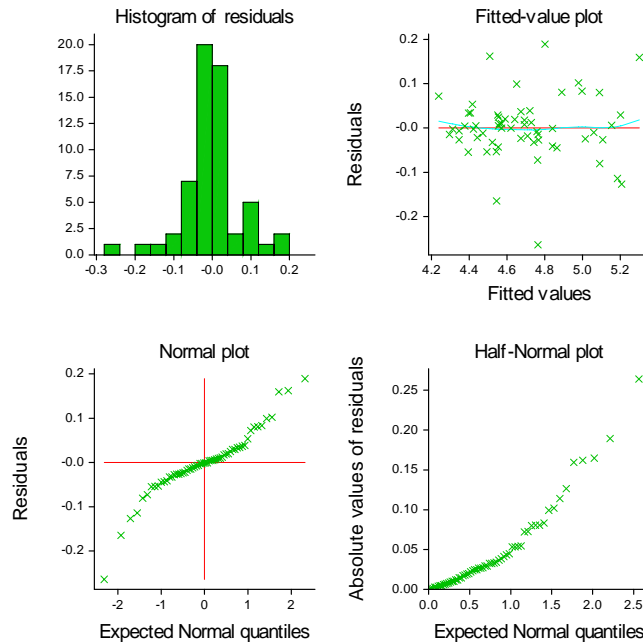 Histogram of residuals
20.0
17.5
15.0
12.5
10.0
7.5
5.0
2.5
0.0
-0.3 -0.2 -0.1 -0.0 0.1 0.2
Fitted-value plot
Residuals
0.2
0.1
-0.0
-0.1
-0.2
4.2 4.4 4.6 4.8 5.0 5.2
Fitted values
Normal plot
Residuals
0.2
0.1
-0.0
-0.1
-0.2
-2 -1 0 1 2
Expected Normal quantiles
Half-Normal plot
Absolute values of residuals
0.25
0.20
0.15
0.10
0.05
0.00
0.0 0.5 1.0 1.5 2.0 2.5
Expected Normal quantiles